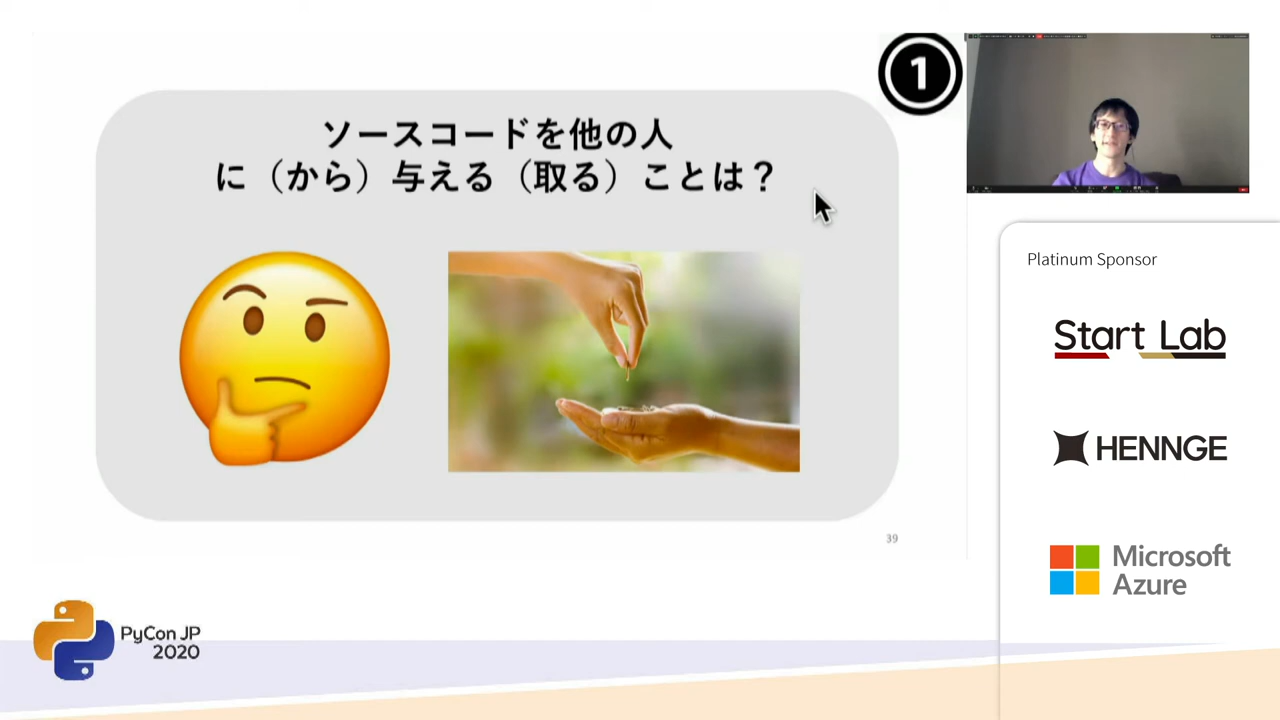 ソースコードを他の人
に（から）与える（取る）ことは？
1
39
Platinum Sponsor
Start Lab
HENNGE
Microsoft
Azure
PyCon JP
2020